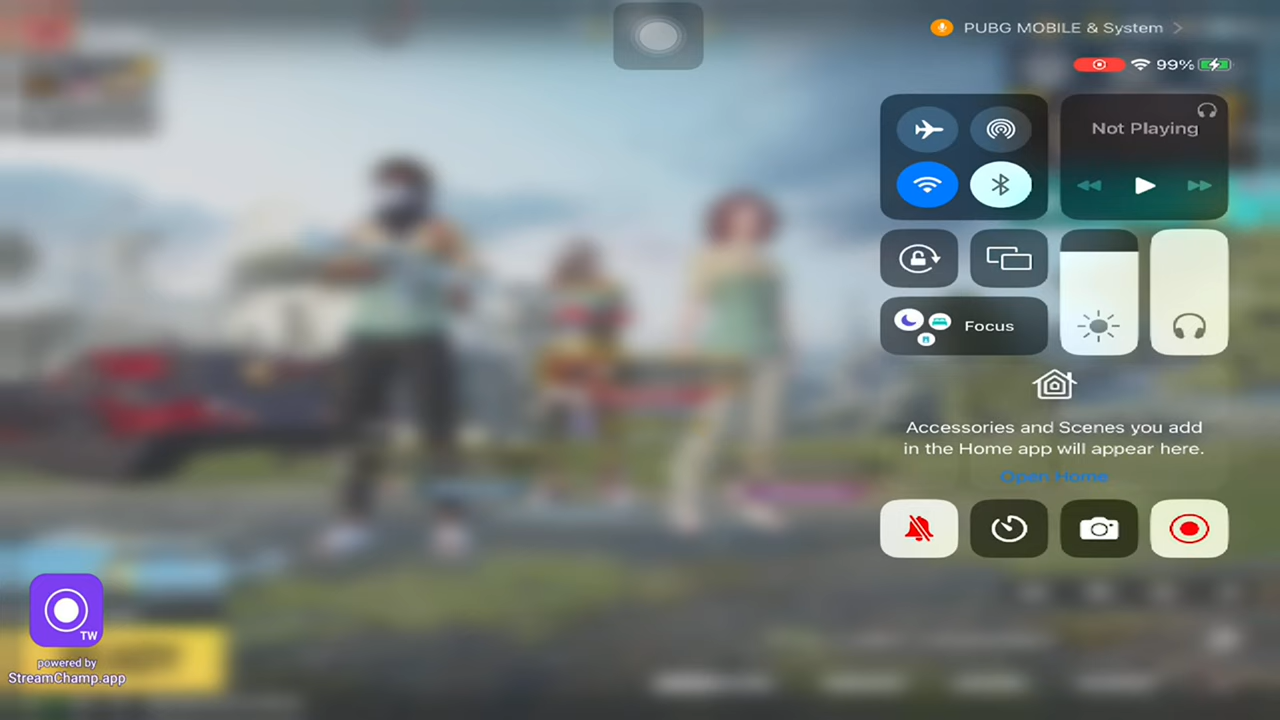 PUBG MOBILE & System
99%
Not Playing
Focus
Accessories and Scenes you add
in the Home app will appear here.
Open Home
TW
powered by
StreamChamp.app